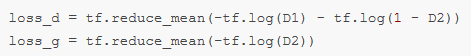 loss_d = tf.reduce_mean(-tf.log(D1) - tf.log(1 - D2))
loss_g = tf.reduce_mean(-tf.log(D2))